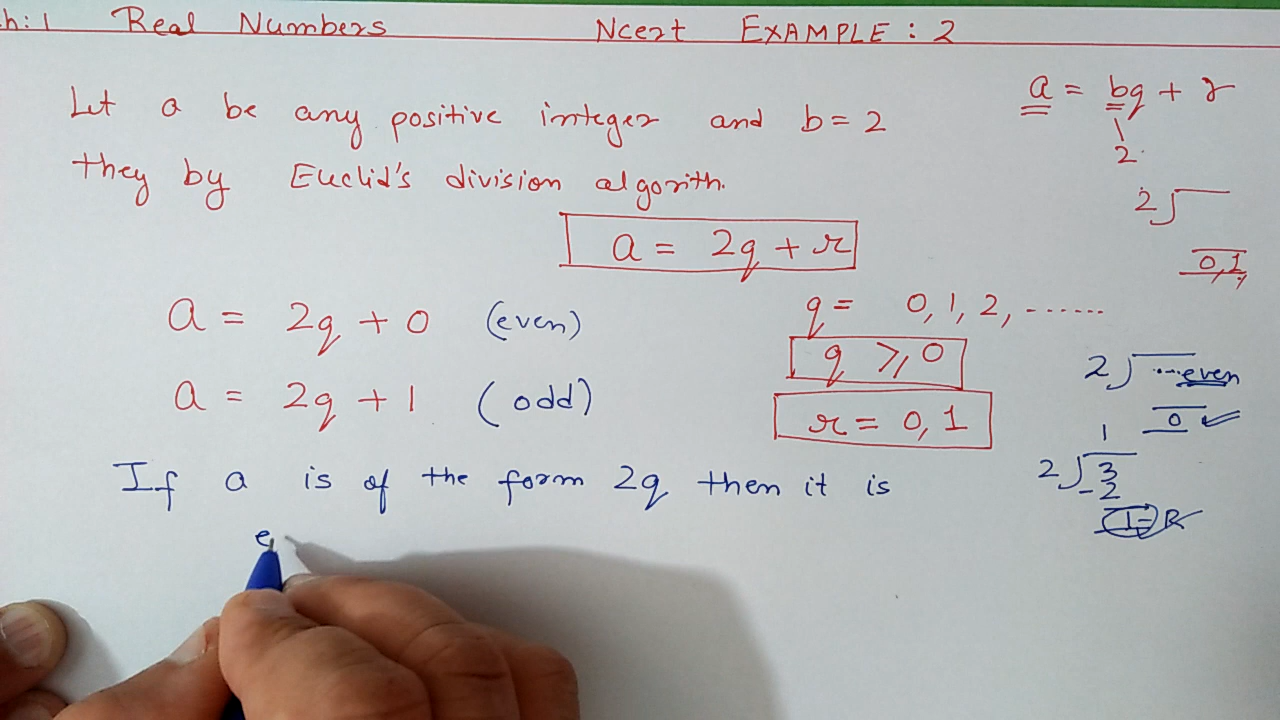 h:1 Real Numbers Ncert EXAMPLE : 2
Let a be any positive integer and b = 2
they by Euclid's division algorith.
a = 2q + r
a = 2q + 0 (even)
a = 2q + 1 (odd)
If a is of the form 2q then it is
e
a = bq + r
2
2
0,1
q = 0, 1, 2, ------
q ⩾ 0
r = 0, 1
2 ...even
0 ✓
1
2 3
-2
1 = R